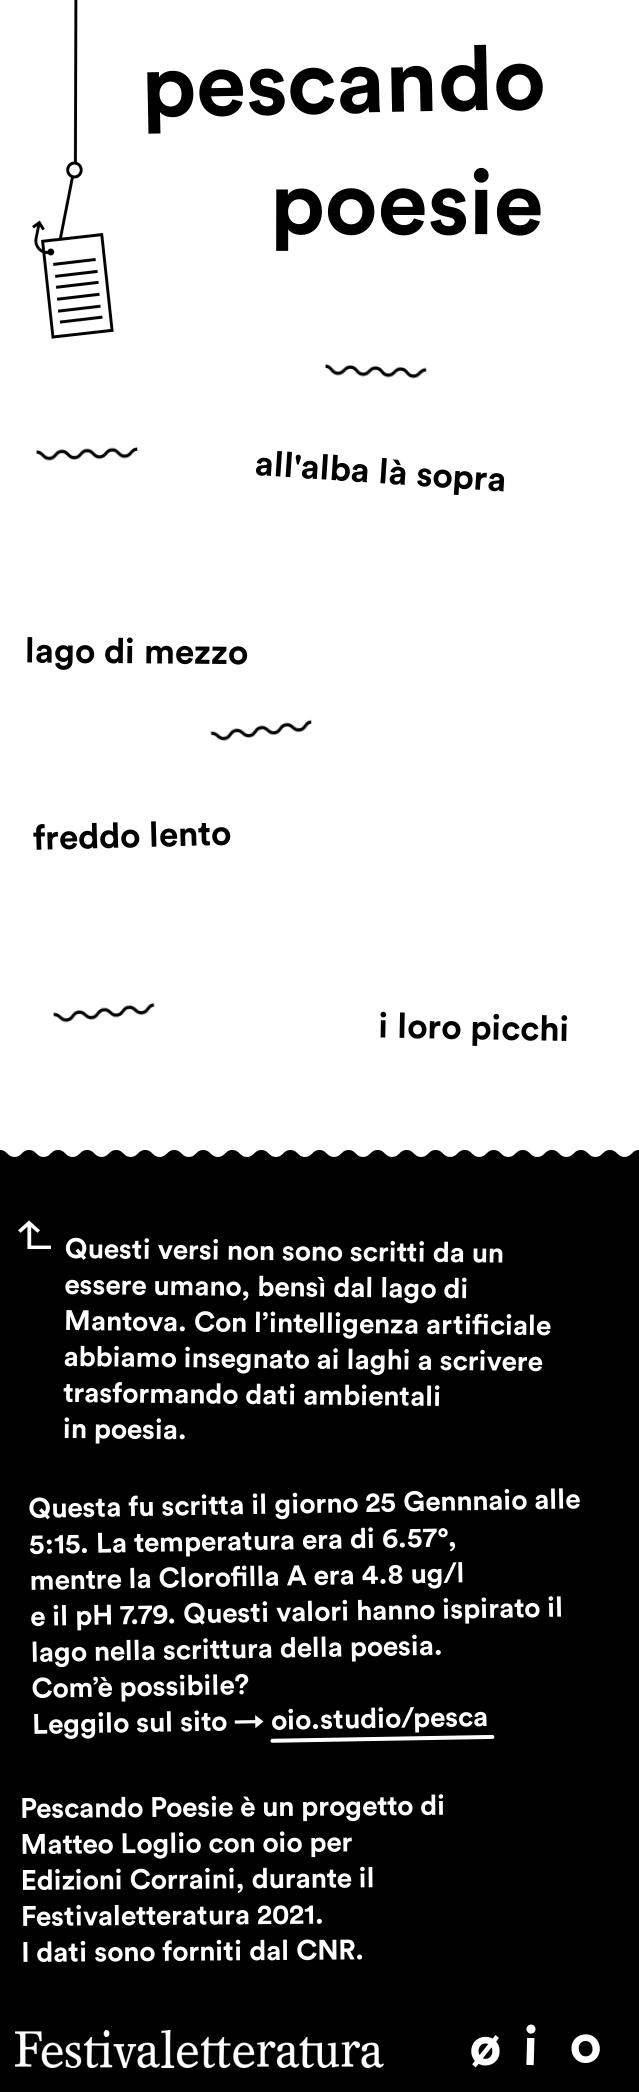 pescando
poesie
all'alba là sopra
lago di mezzo
freddo lento
i loro picchi
Questi versi non sono scritti da un
essere umano, bensì dal lago di
Mantova. Con l’intelligenza artificiale
abbiamo insegnato ai laghi a scrivere
trasformando dati ambientali
in poesia.
Questa fu scritta il giorno 25 Gennnaio alle
5:15. La temperatura era di 6.57°,
mentre la Clorofilla A era 4.8 ug/l
e il pH 7.79. Questi valori hanno ispirato il
lago nella scrittura della poesia.
Com’è possibile?
Leggilo sul sito → oio.studio/pesca
Pescando Poesie è un progetto di
Matteo Loglio con oio per
Edizioni Corraini, durante il
Festivaletteratura 2021.
I dati sono forniti dal CNR.
Festivaletteratura ø i o